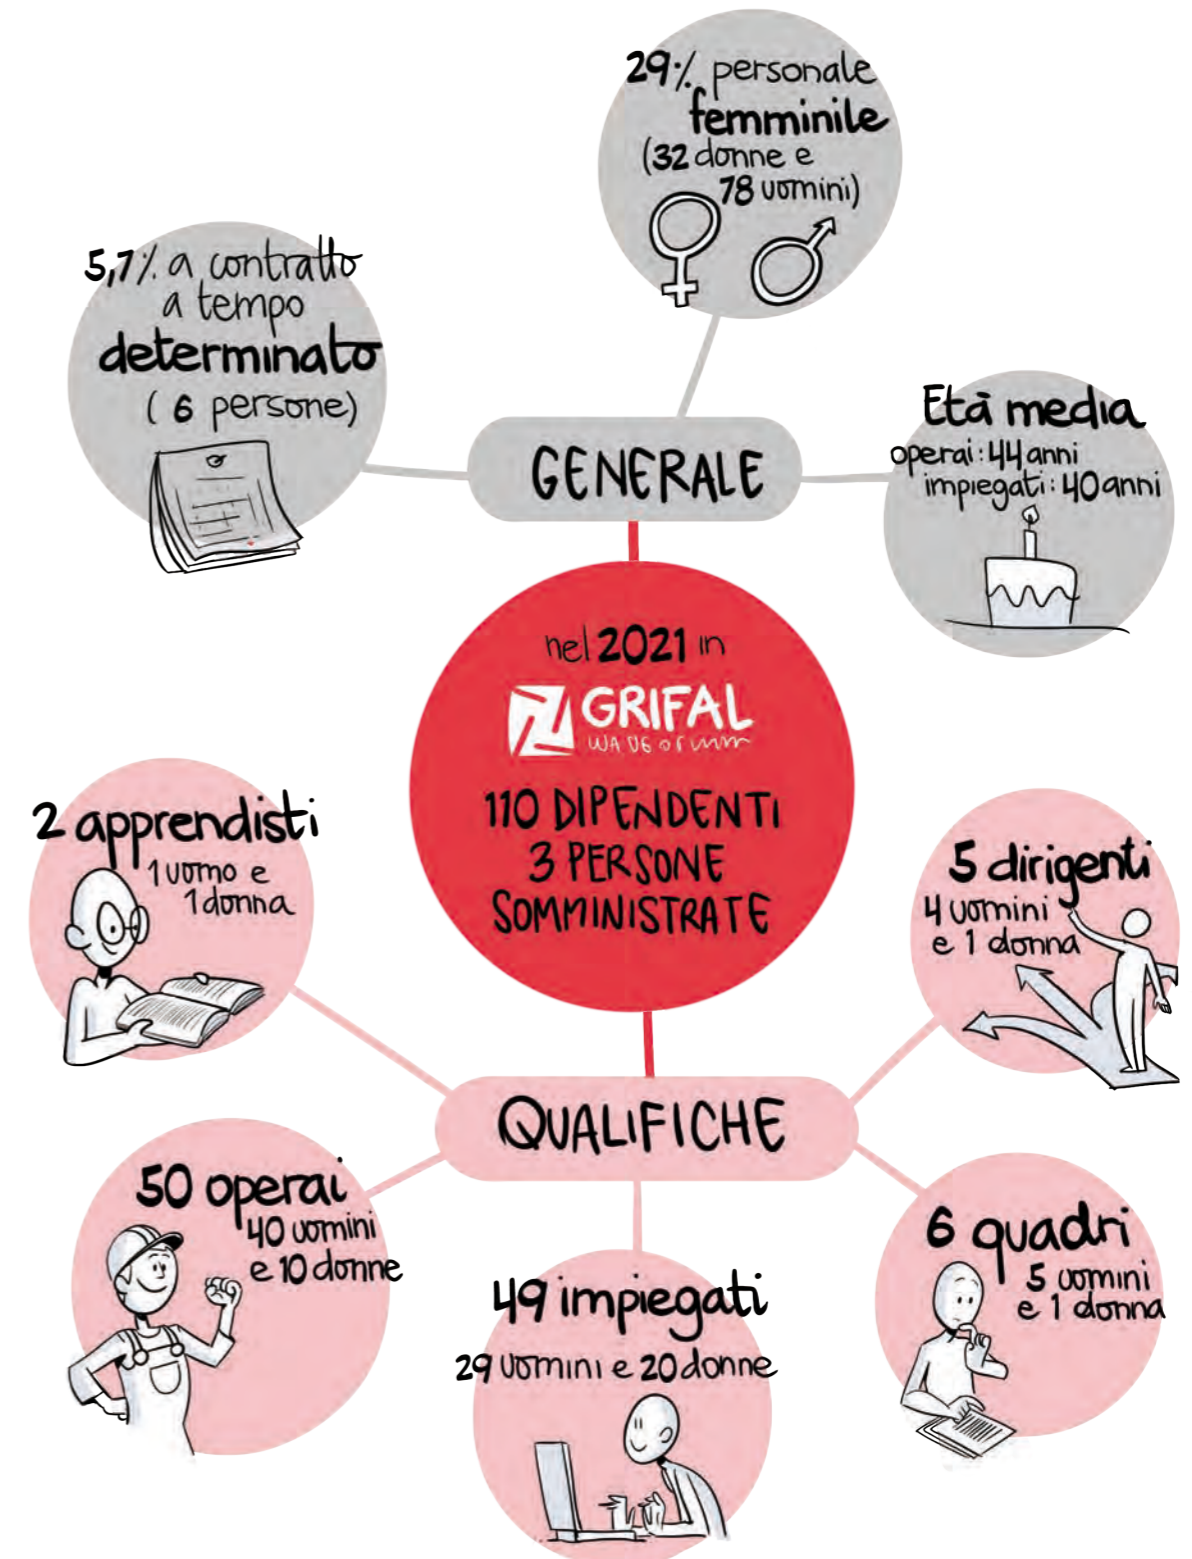 29% personale
femminile
(32 donne e
78 uomini)
5,7% a contratto
a tempo
determinato
(6 persone)
Età media
operai: 44 anni
impiegati: 40 anni
GENERALE
nel 2021 in
GRIFAL
110 DIPENDENTI
3 PERSONE
SOMMINISTRATE
2 apprendisti
1 uomo e
1 donna
5 dirigenti
4 uomini
e 1 donna
QUALIFICHE
50 operai
40 uomini
e 10 donne
49 impiegati
29 uomini e 20 donne
6 quadri
5 uomini
e 1 donna